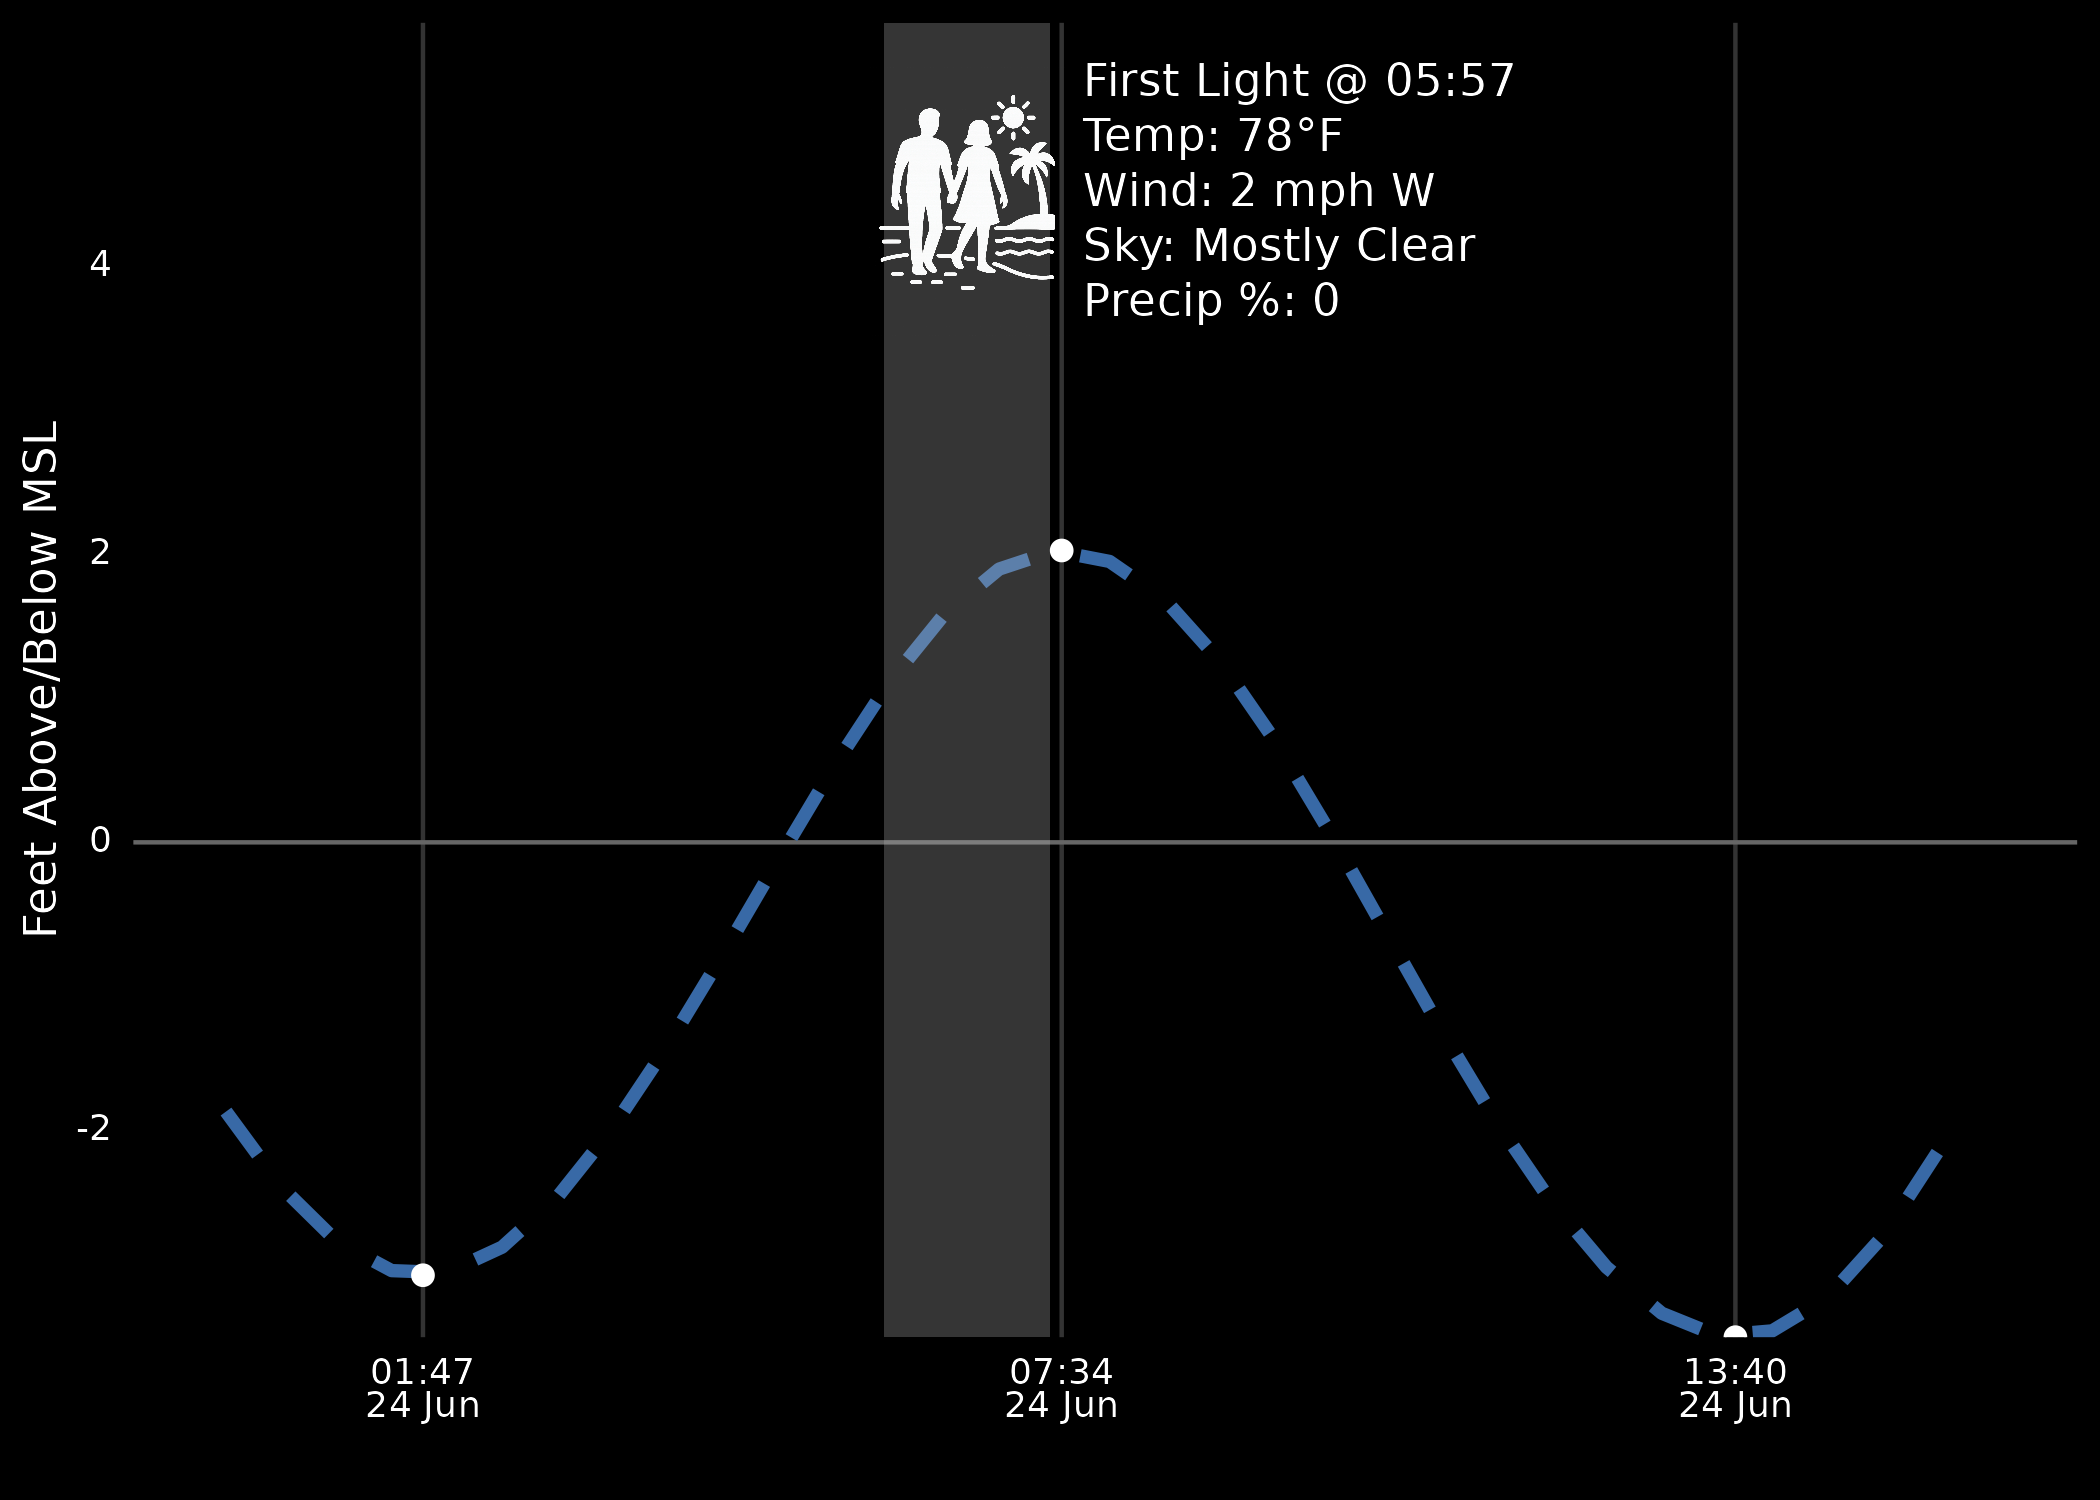 First Light @ 05:57
Temp: 78°F
Wind: 2 mph W
Sky: Mostly Clear
Precip %: 0
Feet Above/Below MSL
4
2
0
-2
01:47
24 Jun
07:34
24 Jun
13:40
24 Jun